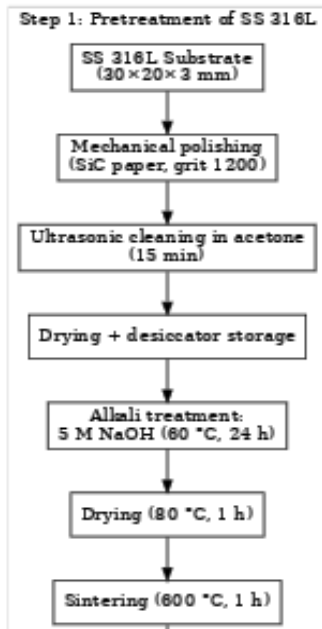 Step 1: Pretreatment of SS 316L
SS 316L Substrate
(30×20×3 mm)
Mechanical polishing
(SiC paper, grit 1200)
Ultrasonic cleaning in acetone
(15 min)
Drying + desiccator storage
Alkali treatment:
5 M NaOH (60 °C, 24 h)
Drying (80 °C, 1 h)
Sintering (600 °C, 1 h)